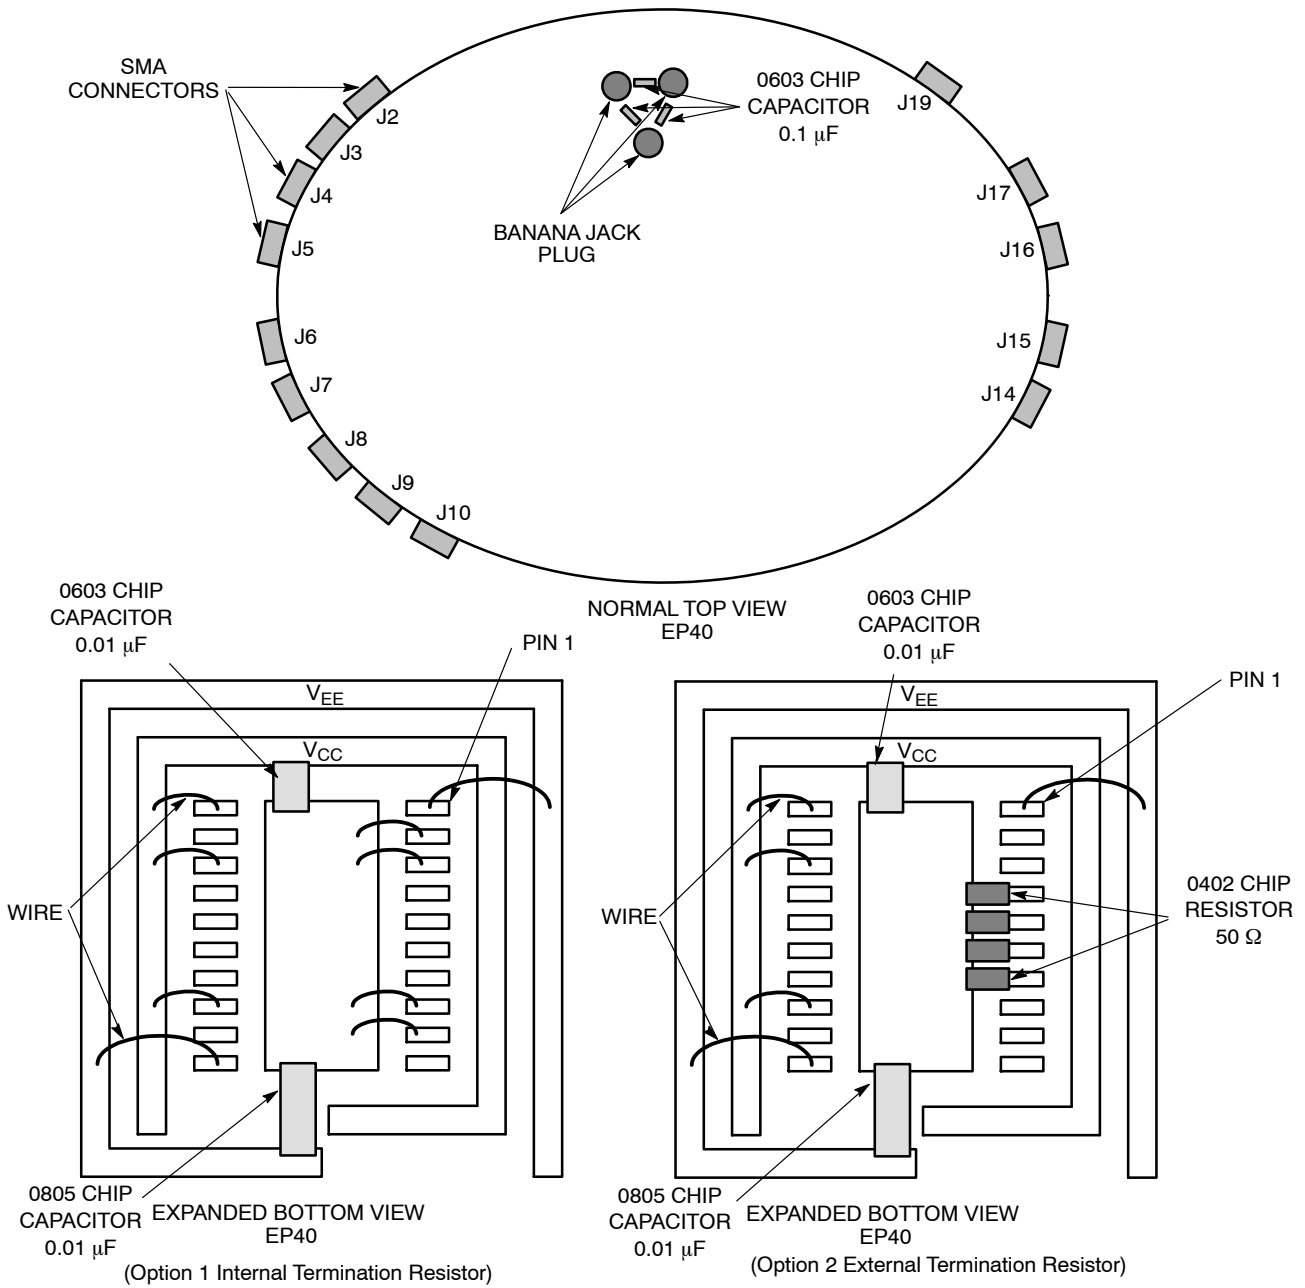 SMA
CONNECTORS
J2
J3
J4
J5
J6
J7
J8
J9
J10
0603 CHIP
CAPACITOR
0.1 μF
BANANA JACK
PLUG
J19
J17
J16
J15
J14
NORMAL TOP VIEW
EP40
0603 CHIP
CAPACITOR
0.01 μF
PIN 1
VEE
VCC
WIRE
0805 CHIP
CAPACITOR
0.01 μF
EXPANDED BOTTOM VIEW
EP40
(Option 1 Internal Termination Resistor)
0603 CHIP
CAPACITOR
0.01 μF
PIN 1
VEE
VCC
WIRE
0402 CHIP
RESISTOR
50 Ω
0805 CHIP
CAPACITOR
0.01 μF
EXPANDED BOTTOM VIEW
EP40
(Option 2 External Termination Resistor)